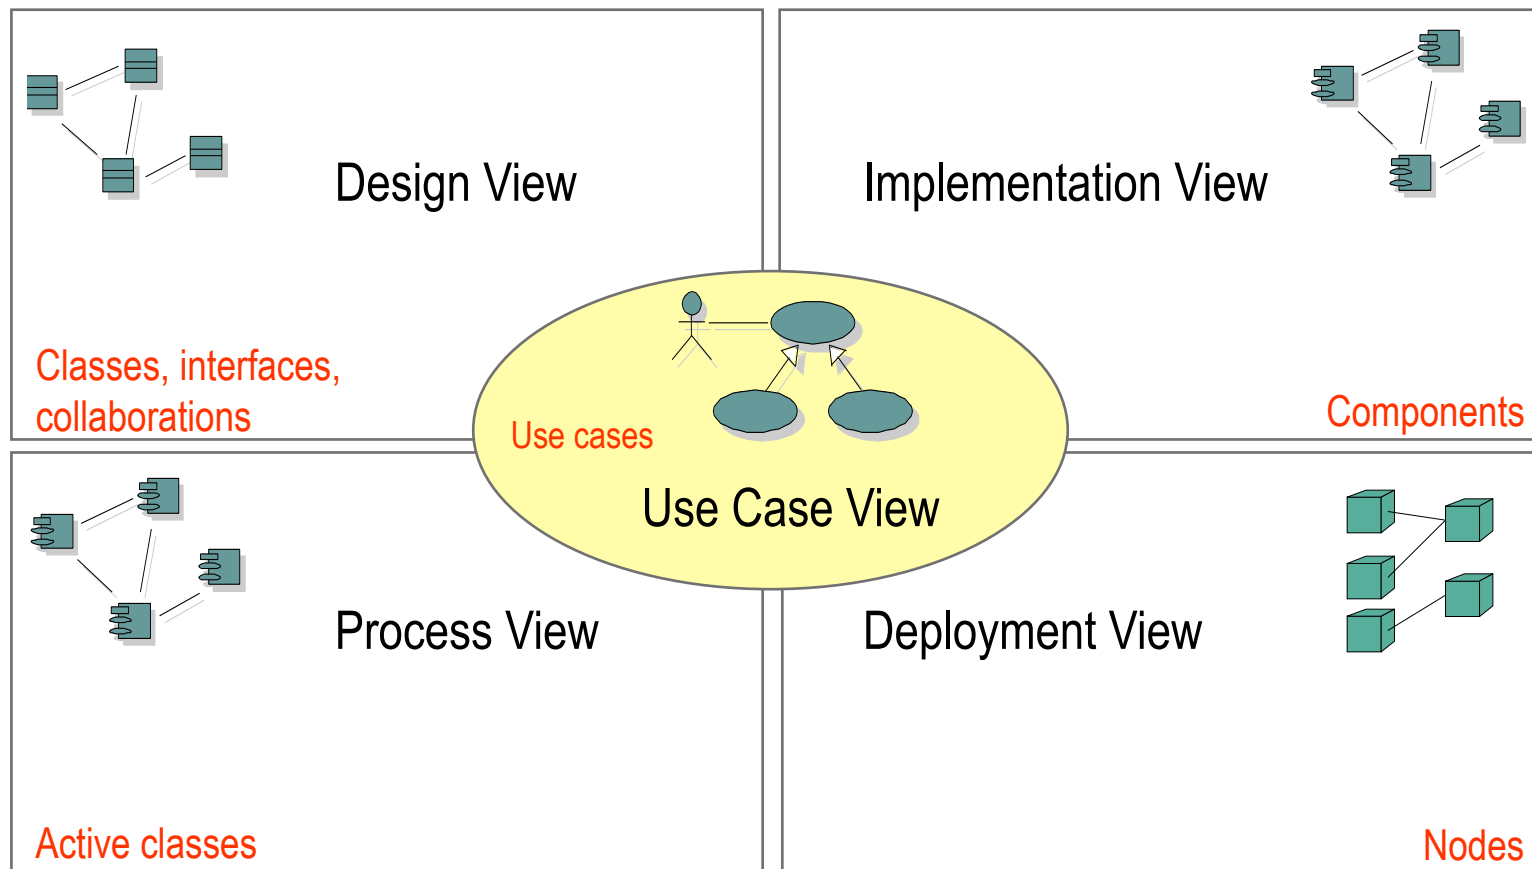 Design View
Classes, interfaces,
collaborations
Implementation View
Components
Use cases
Use Case View
Process View
Active classes
Deployment View
Nodes